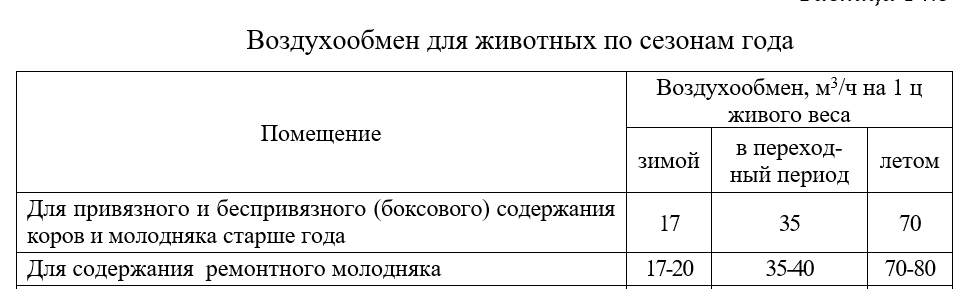 Воздухообмен для животных по сезонам года
Помещение
Воздухообмен, м³/ч на 1 ц
живого веса
зимой
в переход-
ный период
летом
Для привязного и беспривязного (боксового) содержания
коров и молодняка старше года
17
35
70
Для содержания ремонтного молодняка
17-20
35-40
70-80